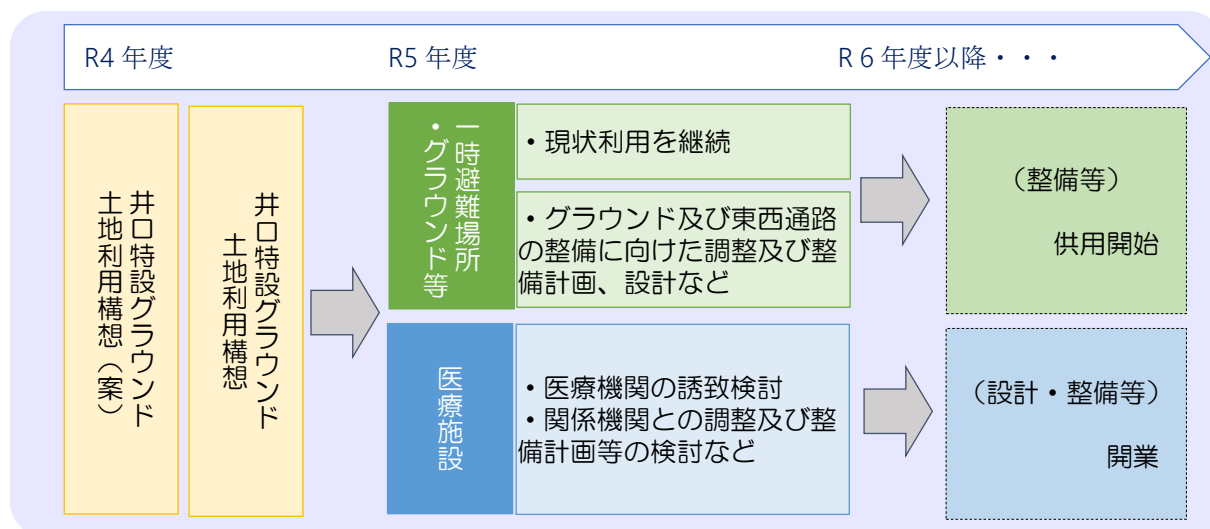 R4 年度
R5 年度
R 6 年度以降・・・
井口特設グラウンド
土地利用構想（案）
井口特設グラウンド
土地利用構想
一時避難場所
・グラウンド等
・現状利用を継続
・グラウンド及び東西通路
の整備に向けた調整及び整
備計画、設計など
（整備等）
供用開始
医療施設
・医療機関の誘致検討
・関係機関との調整及び整
備計画等の検討など
（設計・整備等）
開業